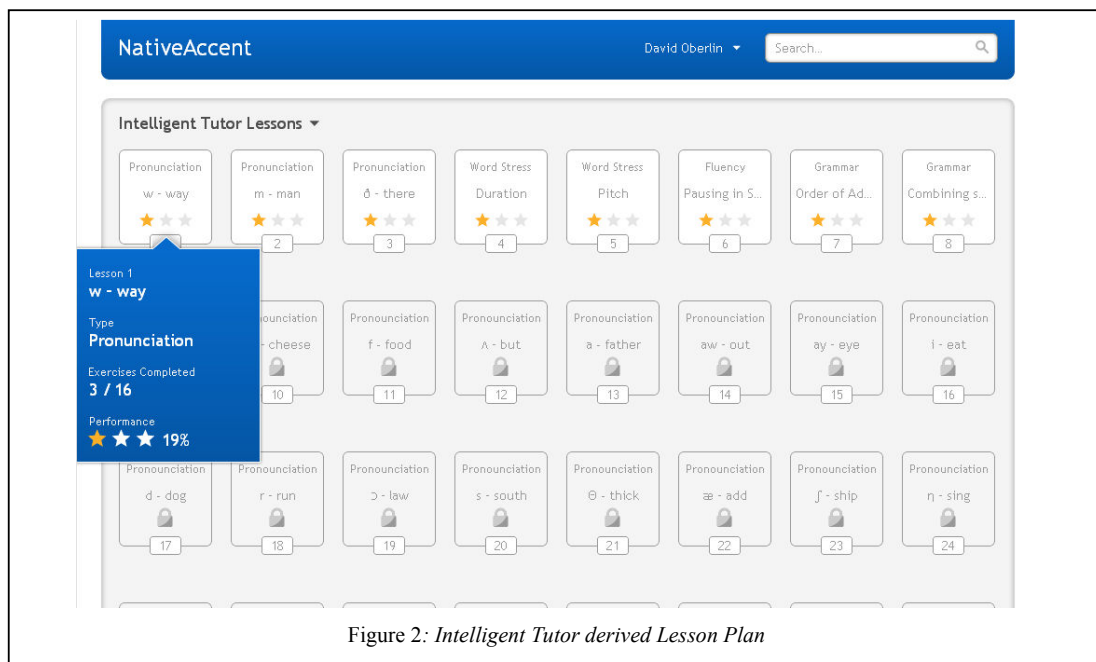 NativeAccent
David Oberlin
Search...
Intelligent Tutor Lessons
Pronunciation Pronunciation Pronunciation Word Stress Word Stress Fluency Grammar Grammar
w - way m - man ð - there Duration Pitch Pausing in S... Order of Ad... Combining s...
2 3 4 5 6 7 8
Lesson 1
w - way
Type
Pronunciation
Exercises Completed
3 / 16
Performance
19%
ounciation Pronounciation Pronounciation Pronounciation Pronounciation Pronounciation Pronounciation
cheese f - food ʌ - but a - father aw - out ay - eye i - eat
10 11 12 13 14 15 16
Pronounciation Pronounciation Pronounciation Pronounciation Pronounciation Pronounciation Pronounciation Pronounciation
d - dog r - run ɔ - law s - south θ - thick æ - add ʃ - ship η - sing
17 18 19 20 21 22 23 24
Figure 2: Intelligent Tutor derived Lesson Plan